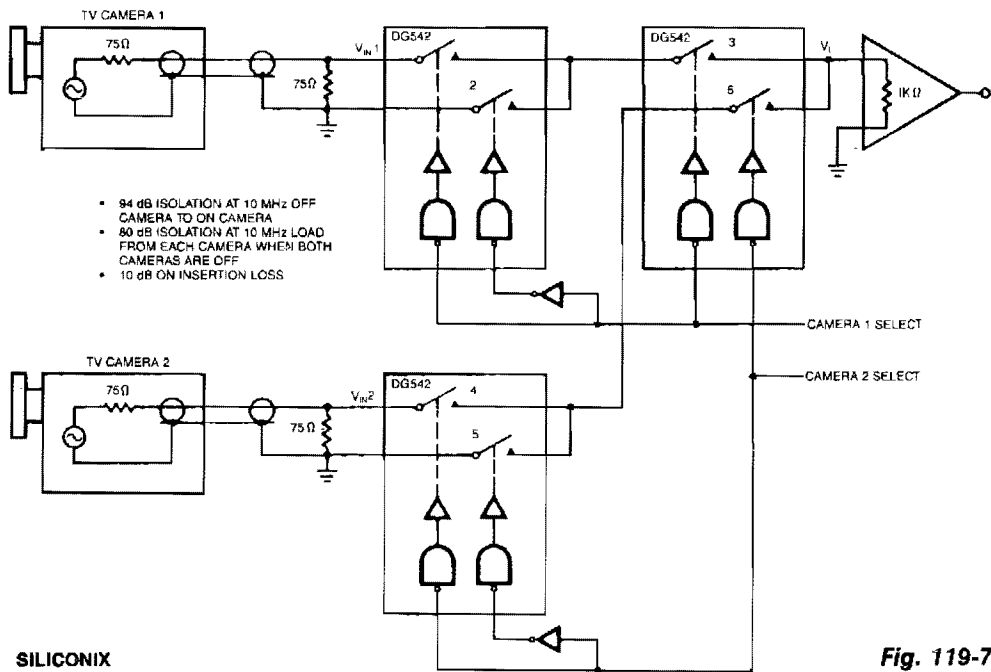 TV CAMERA 1
75Ω
V_IN 1
75Ω
DG542
2
DG542
3
6
V_I
1KΩ
• 94 dB ISOLATION AT 10 MHz OFF
CAMERA TO ON CAMERA
• 80 dB ISOLATION AT 10 MHz LOAD
FROM EACH CAMERA WHEN BOTH
CAMERAS ARE OFF
• 10 dB ON INSERTION LOSS
CAMERA 1 SELECT
TV CAMERA 2
75Ω
V_IN2
75Ω
DG542
4
5
CAMERA 2 SELECT
SILICONIX
Fig. 119-7